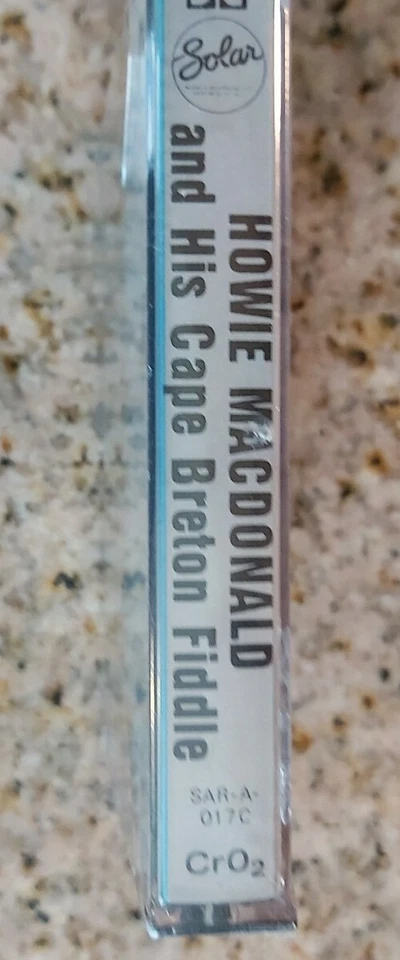 Solar
HOWIE MACDONALD
and His Cape Breton Fiddle
SAR-A-
017C
CrO2